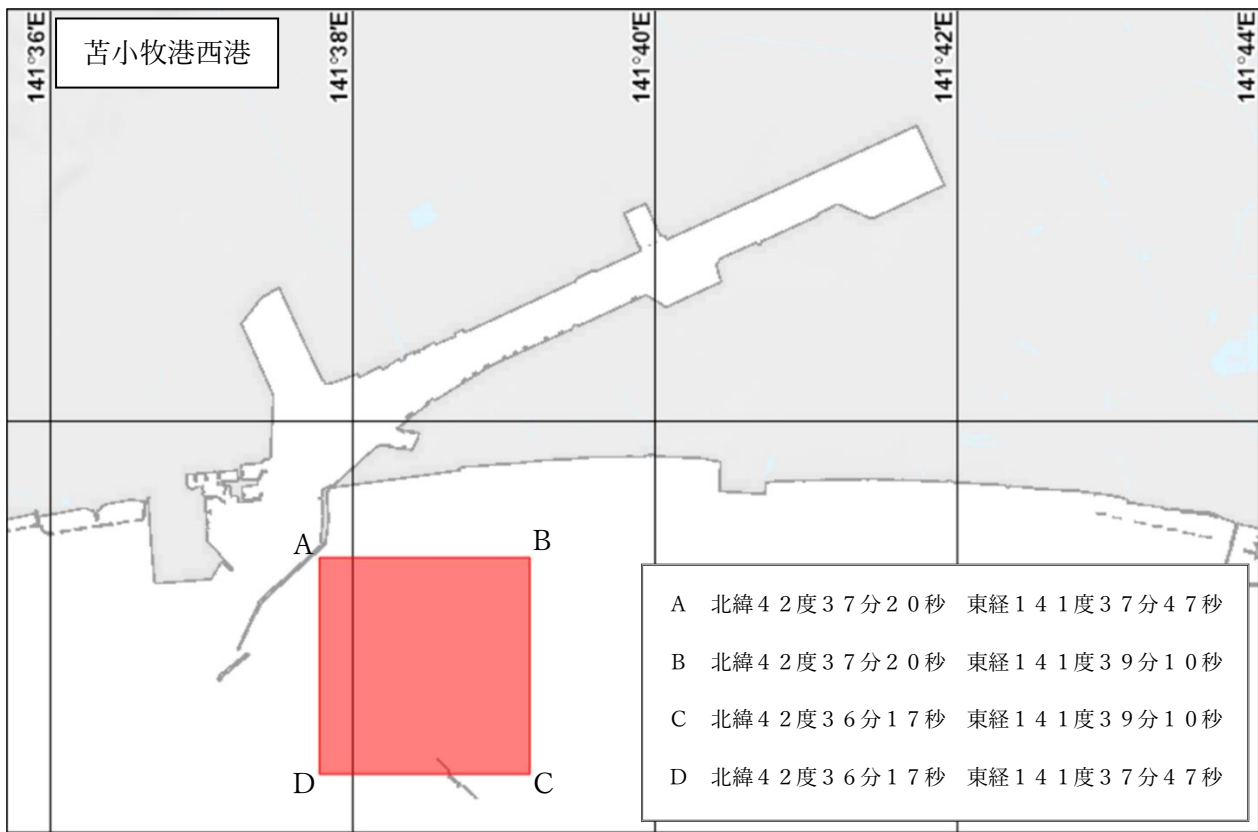 141°36'E
141°38'E
141°40'E
141°42'E
141°44'E
苫小牧港西港
A
B
D
C
A 北緯４２度３７分２０秒 東経１４１度３７分４７秒
B 北緯４２度３７分２０秒 東経１４１度３９分１０秒
C 北緯４２度３６分１７秒 東経１４１度３９分１０秒
D 北緯４２度３６分１７秒 東経１４１度３７分４７秒